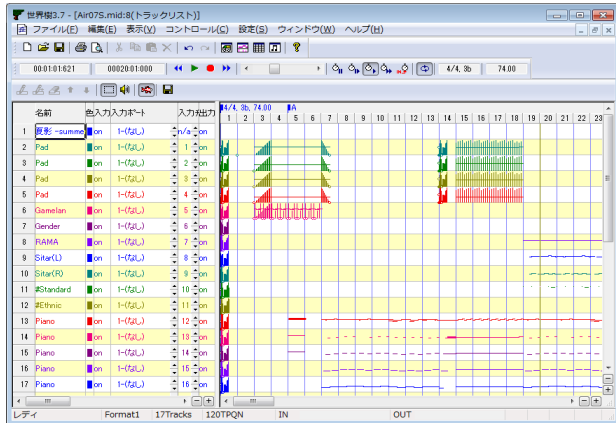 世界樹3.7 - [Air07S.mid:8(トラックリスト)]
ファイル(F) 編集(E) 表示(V) コントロール(C) 設定(S) ウィンドウ(W) ヘルプ(H)
00:01:01:621 00020:01:000 4/4, 3b, 74.00
名前 色 入力 入力ポート 入力 出力 4/4, 3b, 74.00 A
1 2 3 4 5 6 7 8 9 10 11 12 13 14 15 16 17 18 19 20 21 22 23
1 夏影 -summe on 1-(なし) n/a on
2 Pad on 1-(なし) 1 on
3 Pad on 1-(なし) 2 on
4 Pad on 1-(なし) 3 on
5 Pad on 1-(なし) 4 on
6 Gamelan on 1-(なし) 5 on
7 Gender on 1-(なし) 6 on
8 RAMA on 1-(なし) 7 on
9 Sitar(L) on 1-(なし) 8 on
10 Sitar(R) on 1-(なし) 9 on
11 #Standard on 1-(なし) 10 on
12 #Ethnic on 1-(なし) 11 on
13 Piano on 1-(なし) 12 on
14 Piano on 1-(なし) 13 on
15 Piano on 1-(なし) 14 on
16 Piano on 1-(なし) 15 on
17 Piano on 1-(なし) 16 on
レディ Format1 17Tracks 120TPQN IN OUT